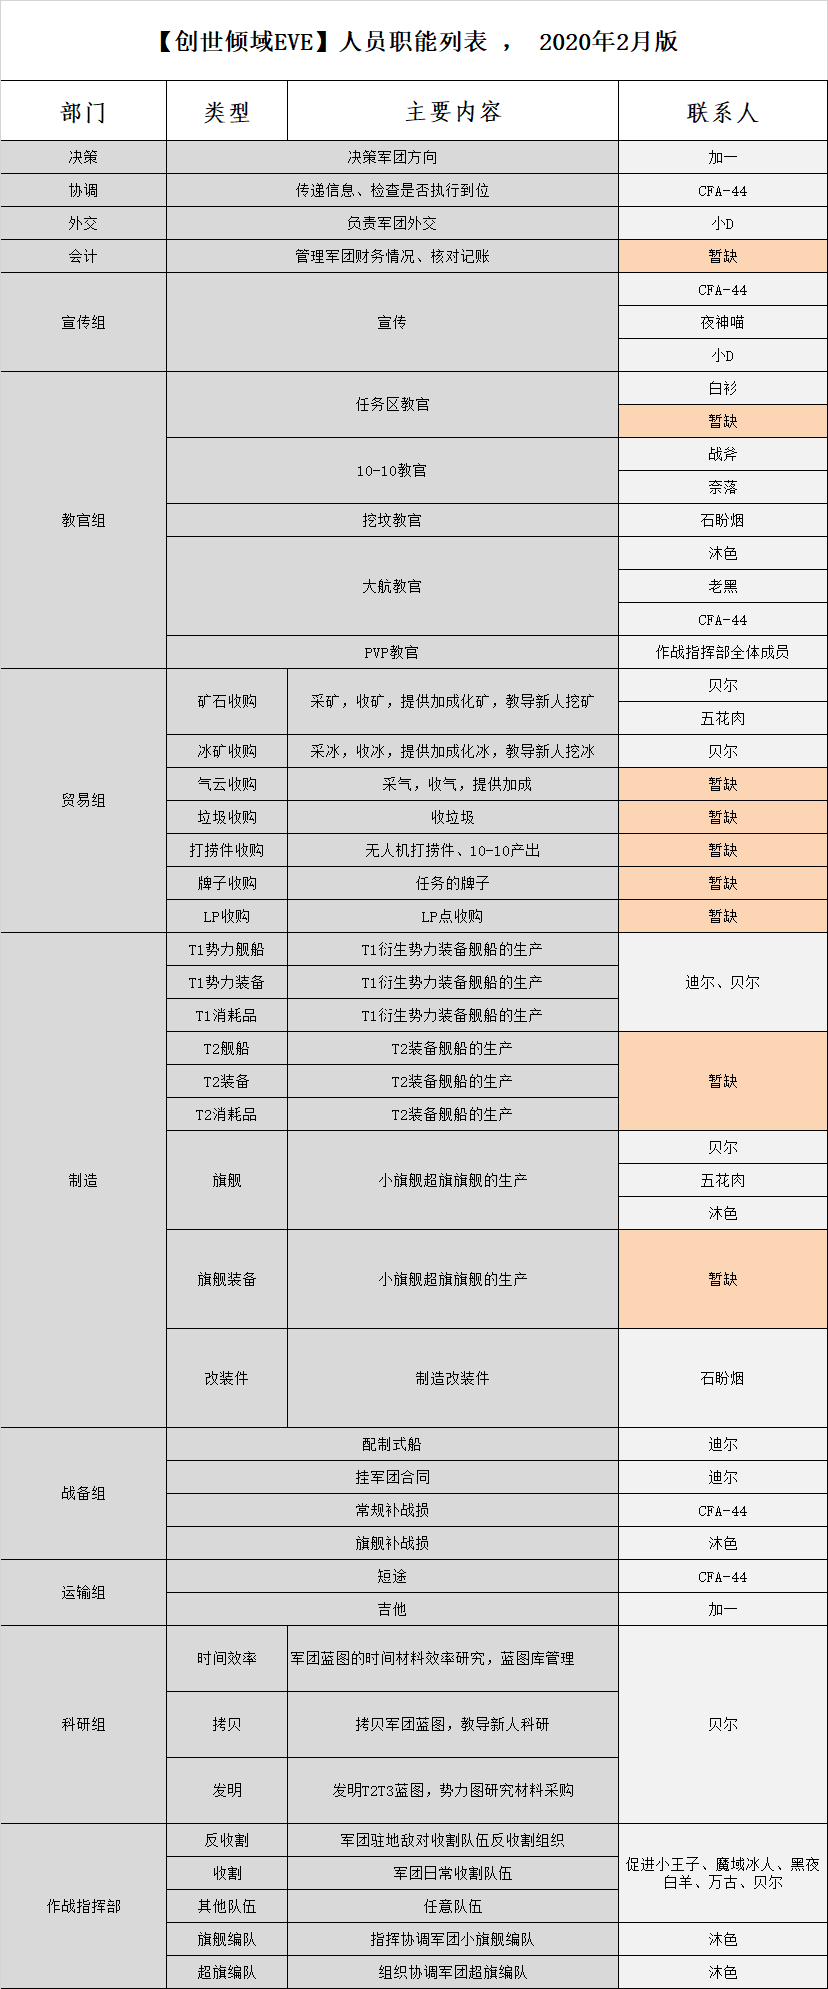 【创世倾域EVE】人员职能列表 ， 2020年2月版
部门 类型 主要内容 联系人
决策 决策军团方向 加一
协调 传递信息、检查是否执行到位 CFA-44
外交 负责军团外交 小D
会计 管理军团财务情况、核对记账 暂缺
宣传组 宣传 CFA-44
夜神喵
小D
教官组 任务区教官 白衫
暂缺
10-10教官 战斧
奈落
挖坟教官 石盼烟
大航教官 沐色
老黑
CFA-44
PVP教官 作战指挥部全体成员
贸易组 矿石收购 采矿，收矿，提供加成化矿，教导新人挖矿 贝尔
五花肉
冰矿收购 采冰，收冰，提供加成化冰，教导新人挖冰 贝尔
气云收购 采气，收气，提供加成 暂缺
垃圾收购 收垃圾 暂缺
打捞件收购 无人机打捞件、10-10产出 暂缺
牌子收购 任务的牌子 暂缺
LP收购 LP点收购 暂缺
制造 T1势力舰船 T1衍生势力装备舰船的生产 迪尔、贝尔
T1势力装备 T1衍生势力装备舰船的生产
T1消耗品 T1衍生势力装备舰船的生产
T2舰船 T2装备舰船的生产 暂缺
T2装备 T2装备舰船的生产
T2消耗品 T2装备舰船的生产
旗舰 小旗舰超旗旗舰的生产 贝尔
五花肉
沐色
旗舰装备 小旗舰超旗旗舰的生产 暂缺
改装件 制造改装件 石盼烟
战备组 配制式船 迪尔
挂军团合同 迪尔
常规补战损 CFA-44
旗舰补战损 沐色
运输组 短途 CFA-44
吉他 加一
科研组 时间效率 军团蓝图的时间材料效率研究，蓝图库管理 贝尔
拷贝 拷贝军团蓝图，教导新人科研
发明 发明T2T3蓝图，势力图研究材料采购
作战指挥部 反收割 军团驻地敌对收割队伍反收割组织 促进小王子、魔域冰人、黑夜
白羊、万古、贝尔
收割 军团日常收割队伍
其他队伍 任意队伍
旗舰编队 指挥协调军团小旗舰编队 沐色
超旗编队 组织协调军团超旗编队 沐色